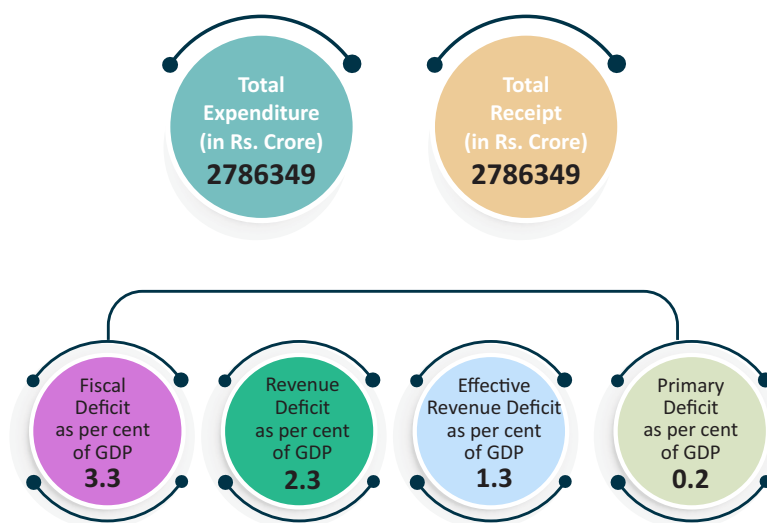 Total
Expenditure
(in Rs. Crore)
2786349
Total
Receipt
(in Rs. Crore)
2786349
Fiscal
Deficit
as per cent
of GDP
3.3
Revenue
Deficit
as per cent
of GDP
2.3
Effective
Revenue Deficit
as per cent
of GDP
1.3
Primary
Deficit
as per cent
of GDP
0.2